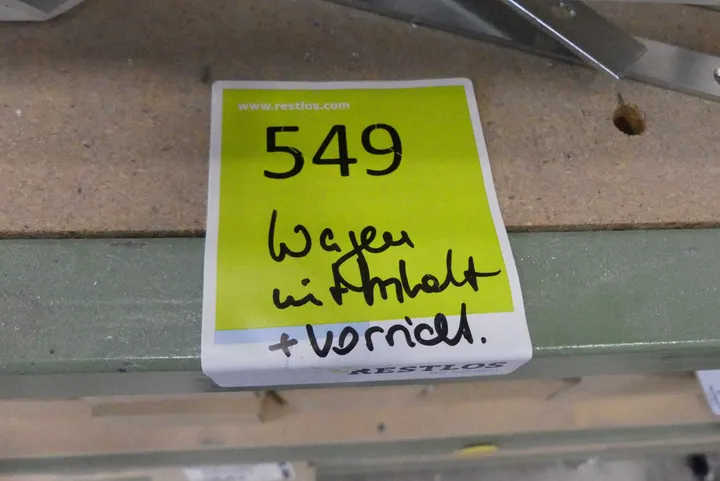 www.restlos.com
549
Wagen
mit Inhalt
+ Vorricht.
RESTLOS